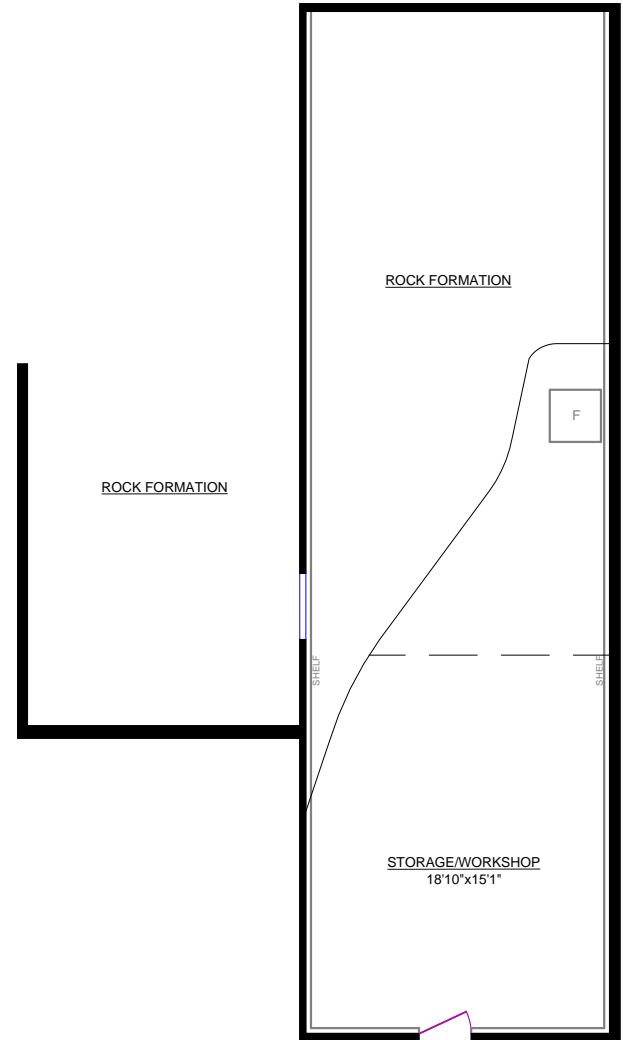 ROCK FORMATION
F
ROCK FORMATION
SHELF
SHELF
STORAGE/WORKSHOP
18'10"x15'1"